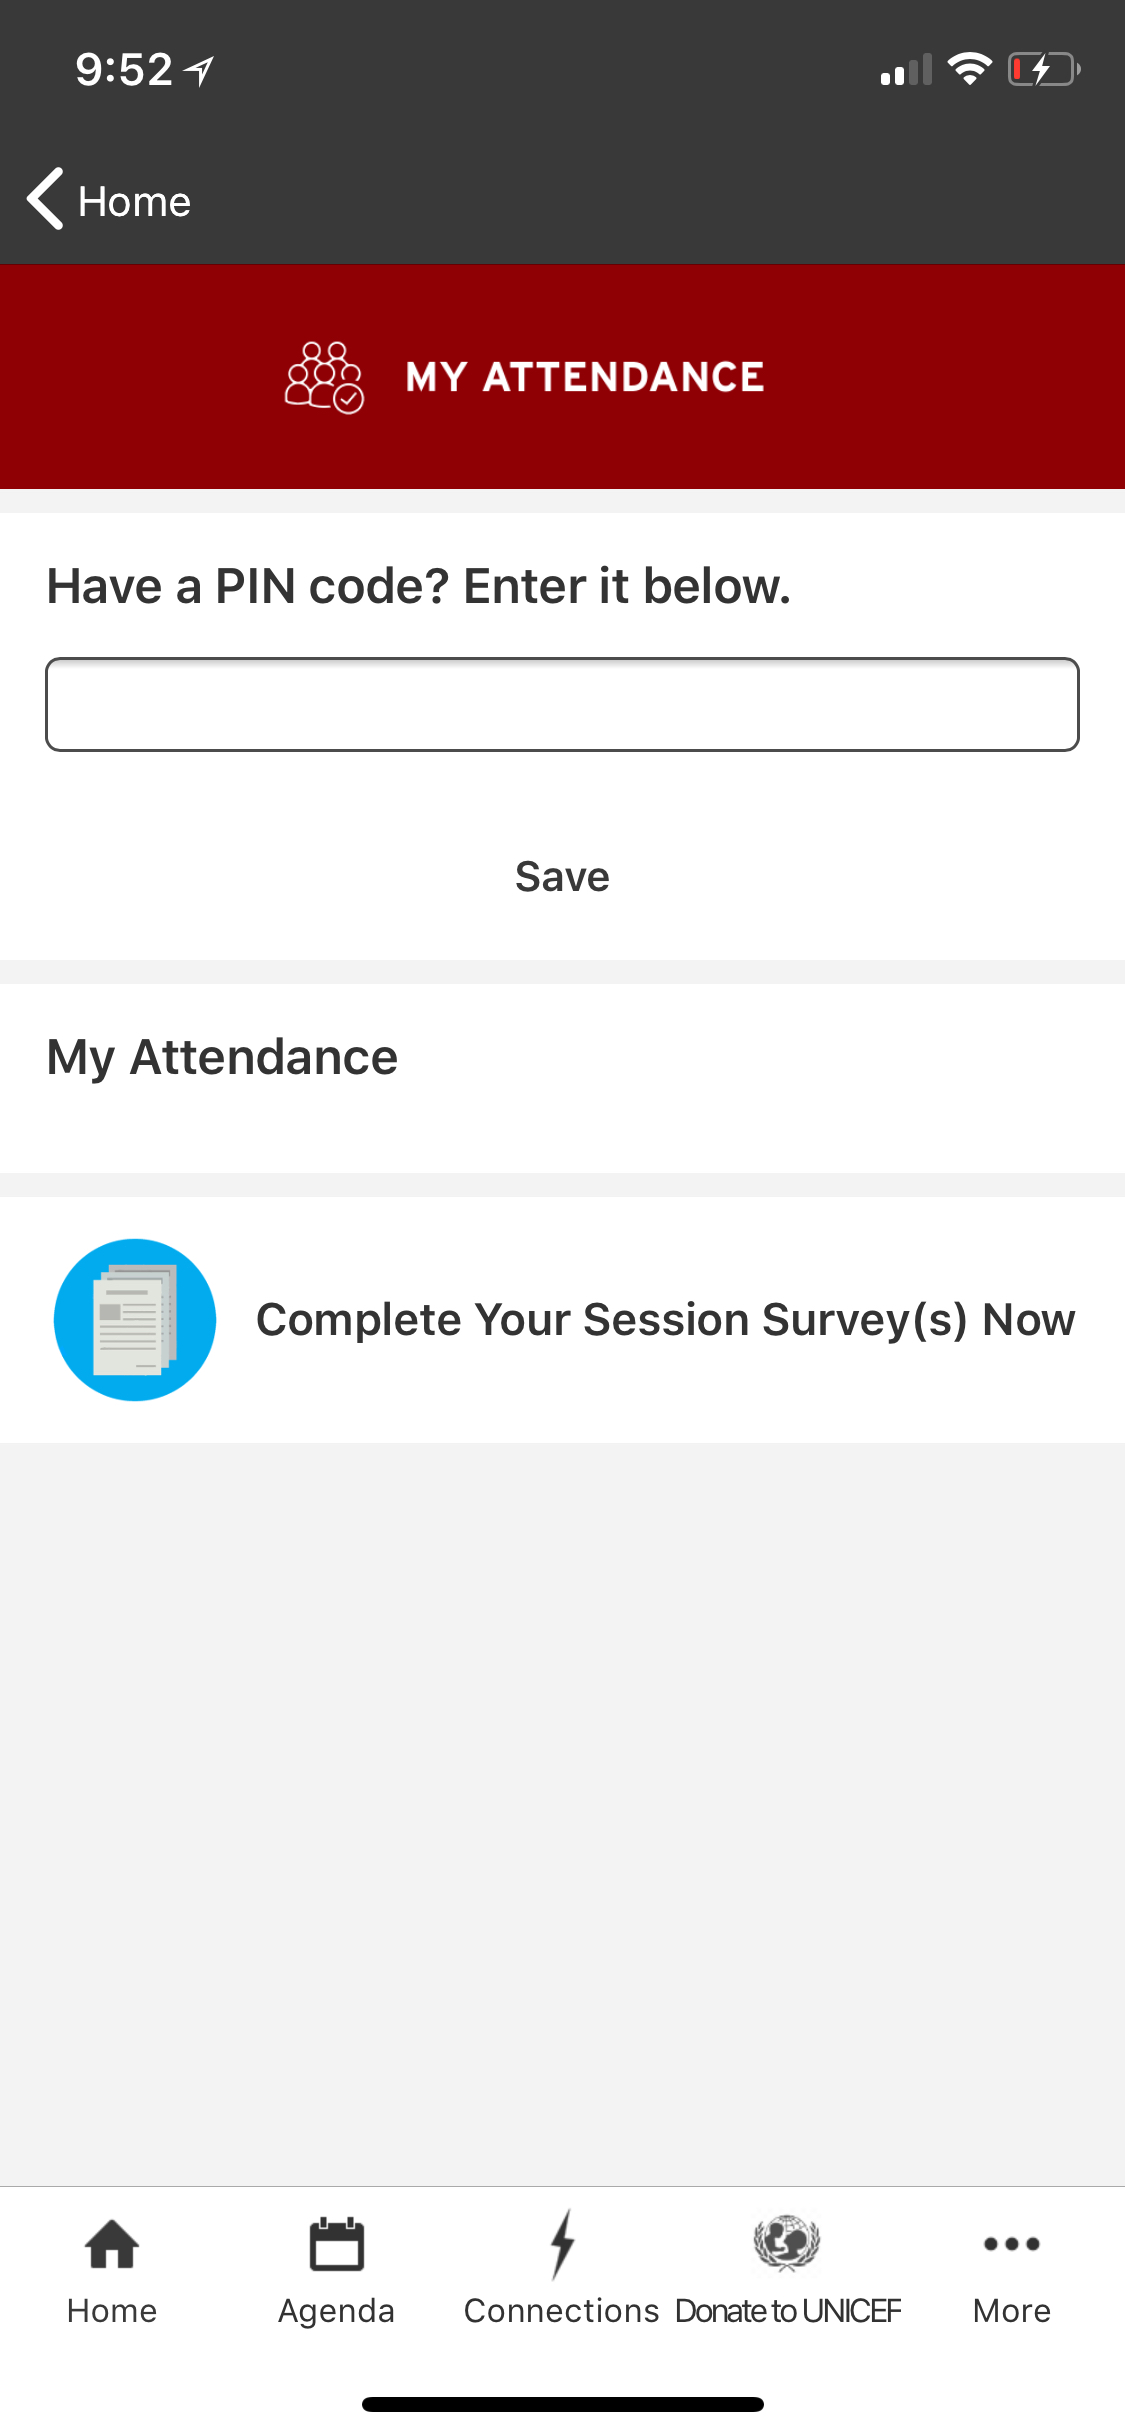 9:52
Home
MY ATTENDANCE
Have a PIN code? Enter it below.
Save
My Attendance
Complete Your Session Survey(s) Now
Home
Agenda
Connections
Donate to UNICEF
More